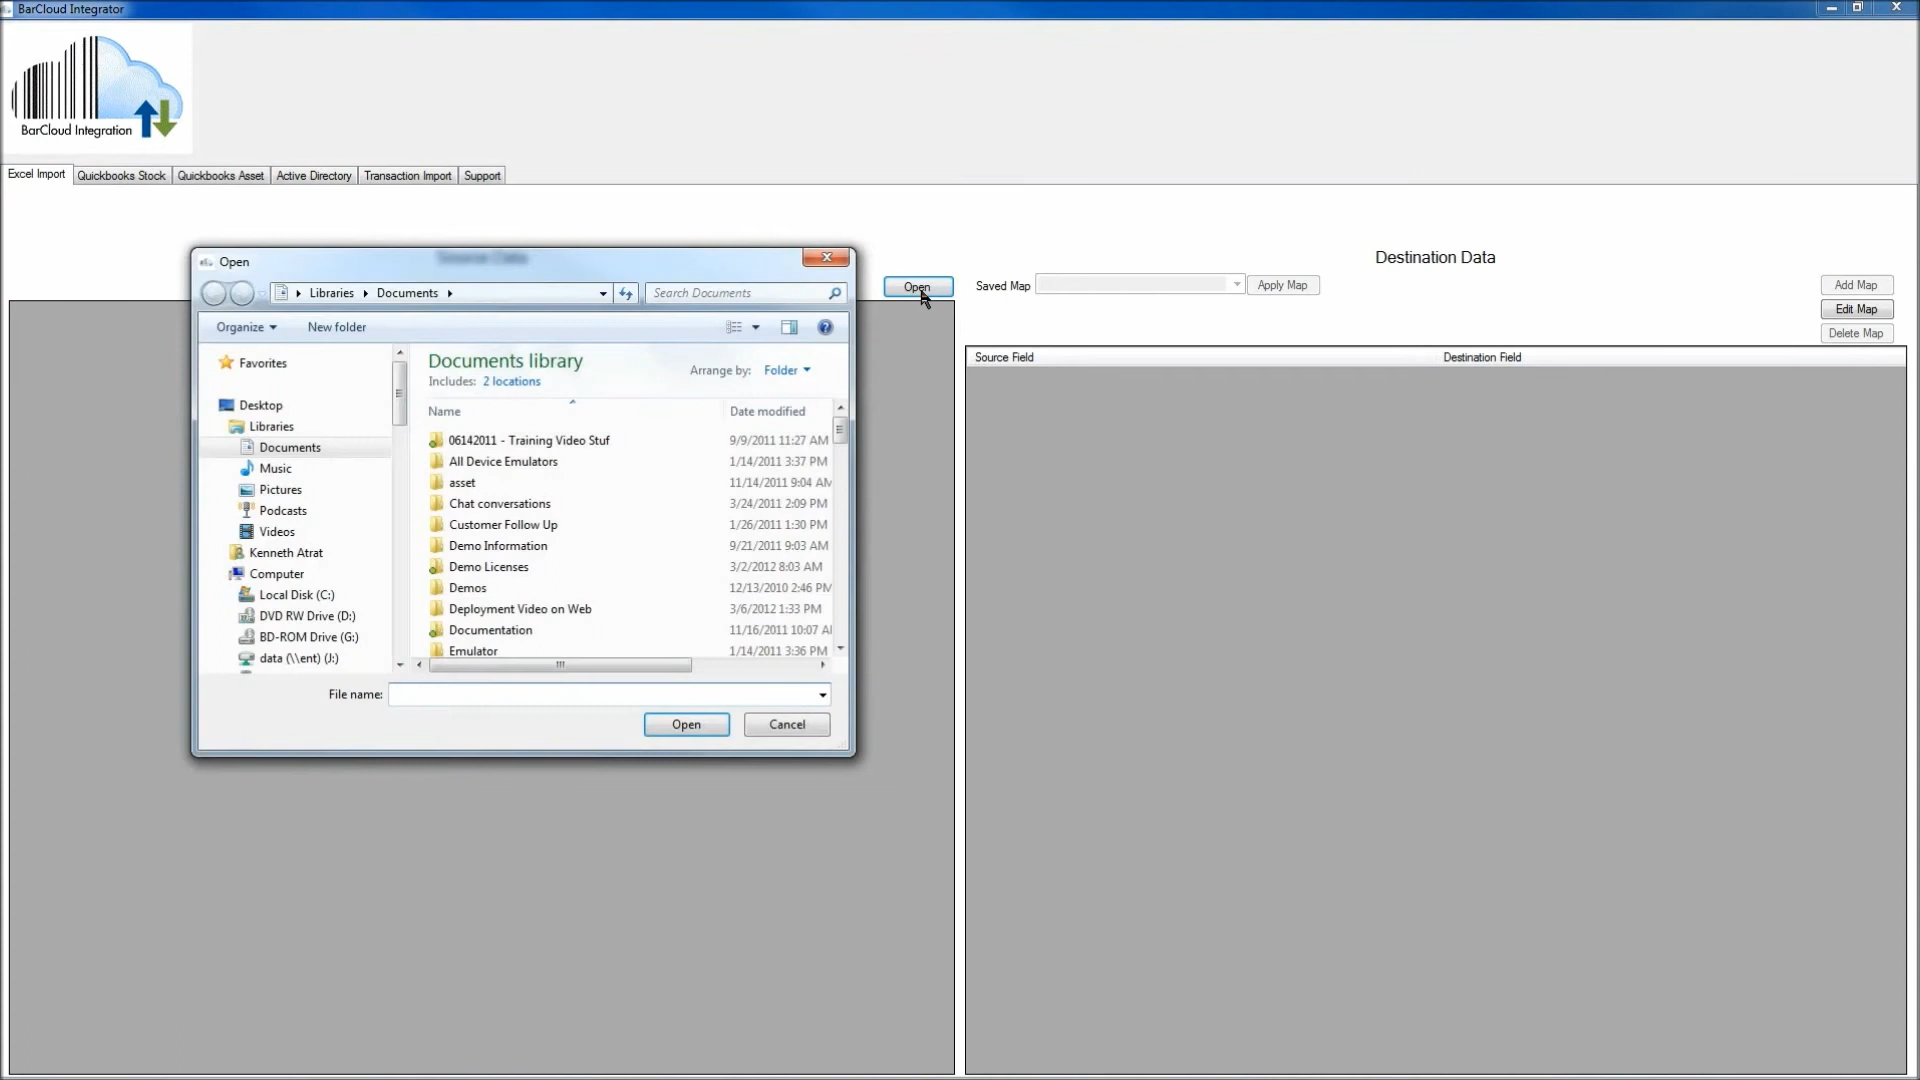 BarCloud Integrator
BarCloud Integration
Excel Import Quickbooks Stock Quickbooks Asset Active Directory Transaction Import Support
Source Data
Destination Data
Open
Saved Map Apply Map Add Map
Edit Map
Delete Map
Source Field Destination Field
Open
Libraries Documents Search Documents
Organize New folder
Favorites
Desktop
Libraries
Documents
Music
Pictures
Podcasts
Videos
Kenneth Atrat
Computer
Local Disk (C:)
DVD RW Drive (D:)
BD-ROM Drive (G:)
data (\\ent) (J:)
Documents library
Includes: 2 locations
Arrange by: Folder
Name Date modified
06142011 - Training Video Stuf 9/9/2011 11:27 AM
All Device Emulators 1/14/2011 3:37 PM
asset 11/14/2011 9:04 AM
Chat conversations 3/24/2011 2:09 PM
Customer Follow Up 1/26/2011 1:30 PM
Demo Information 9/21/2011 9:03 AM
Demo Licenses 3/2/2012 8:03 AM
Demos 12/13/2010 2:46 PM
Deployment Video on Web 3/6/2012 1:33 PM
Documentation 11/16/2011 10:07 A
Emulator 1/14/2011 3:36 PM
File name:
Open Cancel